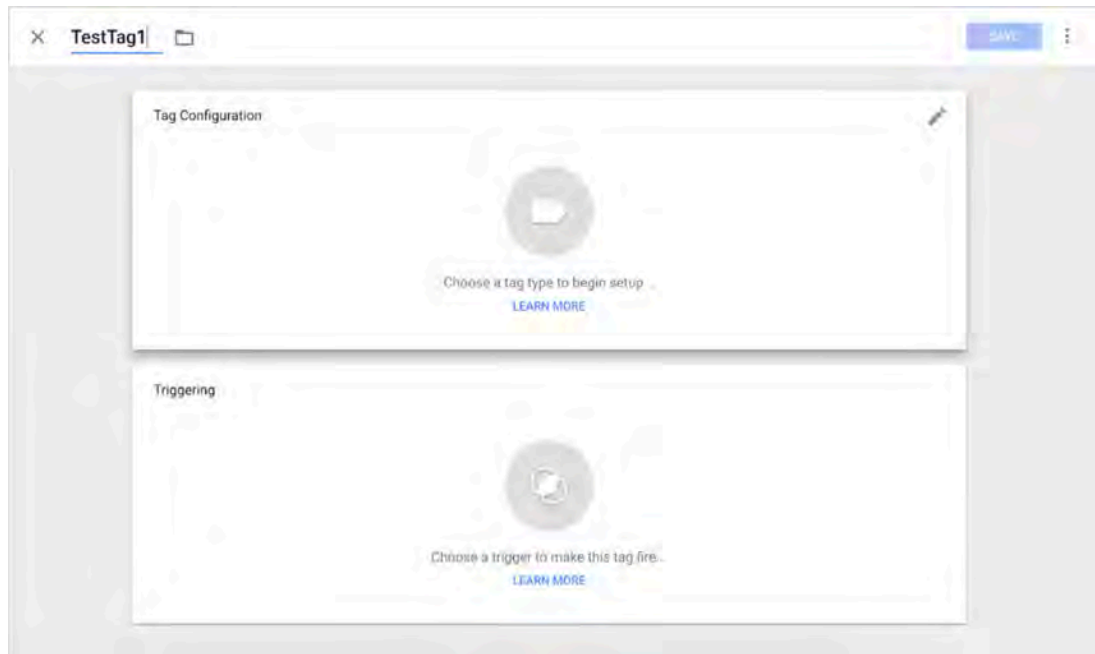 TestTag1
SAVE
Tag Configuration
Choose a tag type to begin setup...
LEARN MORE
Triggering
Choose a trigger to make this tag fire...
LEARN MORE